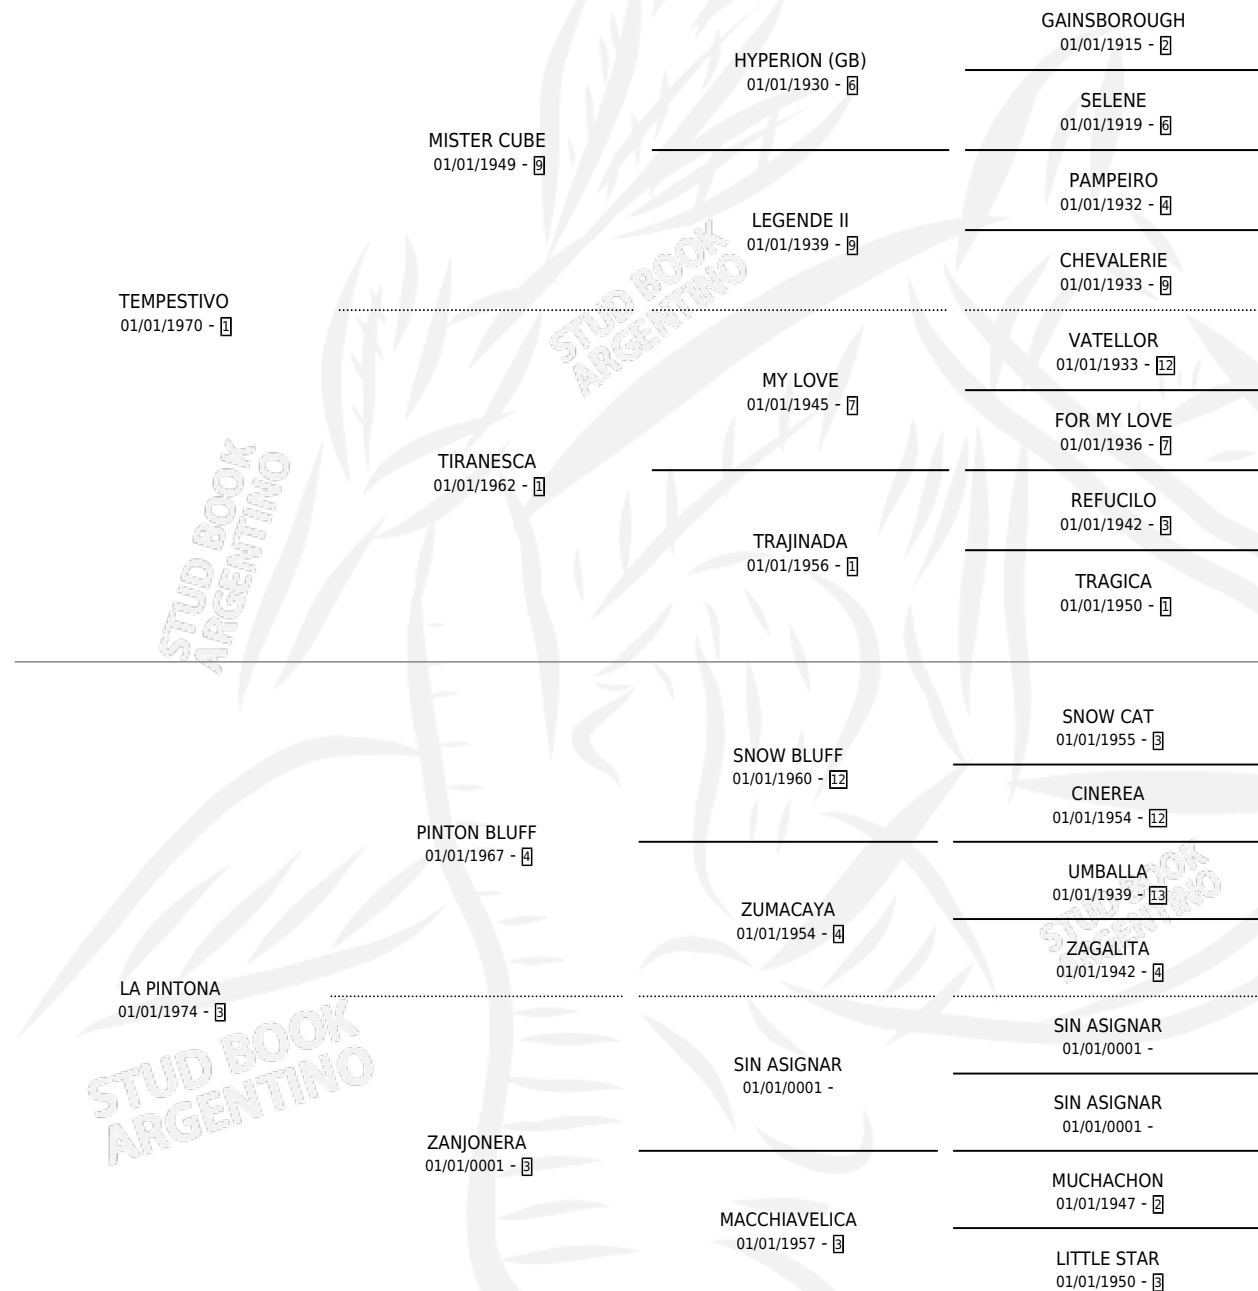 GAINSBOROUGH
01/01/1915 - 2
HYPERION (GB)
01/01/1930 - 6
SELENE
01/01/1919 - 6
MISTER CUBE
01/01/1949 - 9
PAMPEIRO
01/01/1932 - 4
LEGENDE II
01/01/1939 - 9
CHEVALERIE
01/01/1933 - 9
TEMPESTIVO
01/01/1970 - 1
VATELLOR
01/01/1933 - 12
MY LOVE
01/01/1945 - 7
FOR MY LOVE
01/01/1936 - 7
TIRANESCA
01/01/1962 - 1
REFUCILO
01/01/1942 - 3
TRAJINADA
01/01/1956 - 1
TRAGICA
01/01/1950 - 1
SNOW CAT
01/01/1955 - 3
SNOW BLUFF
01/01/1960 - 12
CINEREA
01/01/1954 - 12
PINTON BLUFF
01/01/1967 - 4
UMBALLA
01/01/1939 - 13
ZUMACAYA
01/01/1954 - 4
ZAGALITA
01/01/1942 - 4
LA PINTONA
01/01/1974 - 3
SIN ASIGNAR
01/01/0001 -
SIN ASIGNAR
01/01/0001 -
SIN ASIGNAR
01/01/0001 -
ZANJONERA
01/01/0001 - 3
MUCHACHON
01/01/1947 - 2
MACCHIAVELICA
01/01/1957 - 3
LITTLE STAR
01/01/1950 - 3
STUD BOOK
ARGENTINO
STUD BOOK
ARGENTINO
STUD BOOK
ARGENTINO
STUD BOOK
ARGENTINO